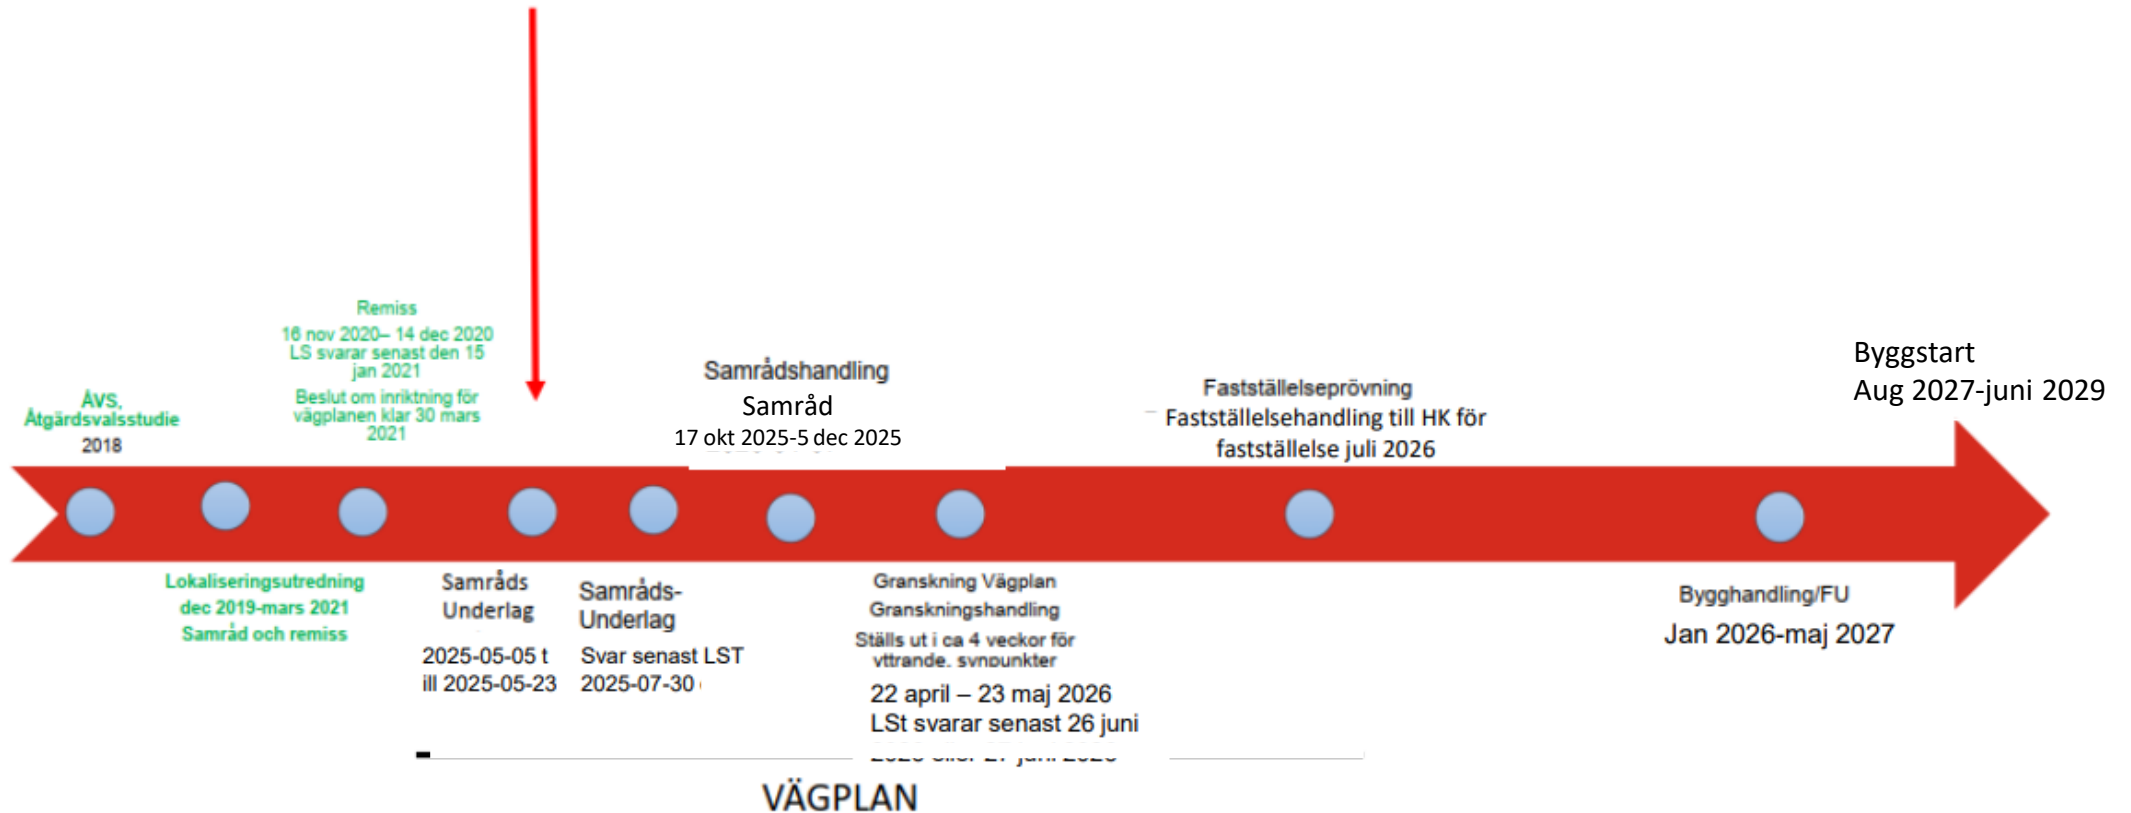 Remiss
16 nov 2020– 14 dec 2020
LS svarar senast den 15
jan 2021
Beslut om inriktning för
vägplanen klar 30 mars
2021
ÅVS,
Åtgärdsvalsstudie
2018
Samrådshandling
Samråd
17 okt 2025-5 dec 2025
Fastställelseprövning
Fastställelsehandling till HK för
fastställelse juli 2026
Byggstart
Aug 2027-juni 2029
Lokaliseringsutredning
dec 2019-mars 2021
Samråd och remiss
Samråds
Underlag
2025-05-05 t
ill 2025-05-23
Samråds-
Underlag
Svar senast LST
2025-07-30
Granskning Vägplan
Granskningshandling
Ställs ut i ca 4 veckor för
yttrande, synpunkter
22 april – 23 maj 2026
LSt svarar senast 26 juni
Bygghandling/FU
Jan 2026-maj 2027
VÄGPLAN